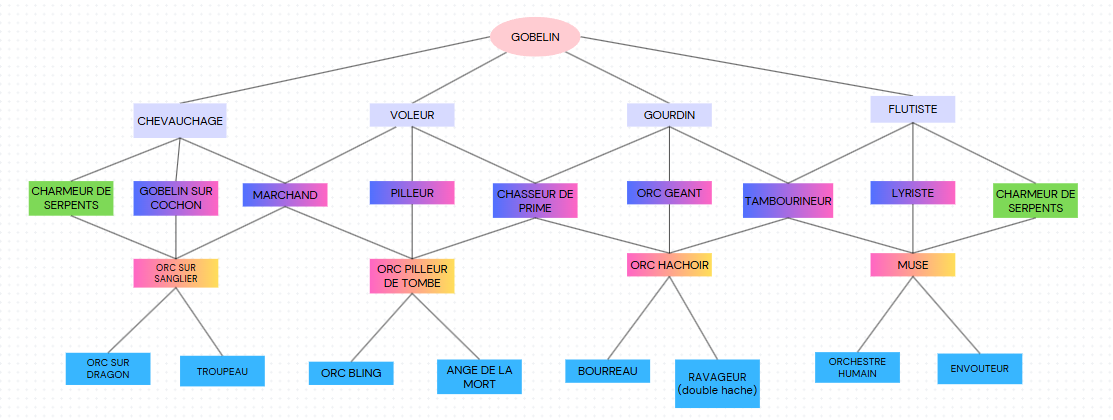 GOBELIN
CHEVAUCHAGE
VOLEUR
GOURDIN
FLUTISTE
CHARMEUR DE
SERPENTS
GOBELIN SUR
COCHON
MARCHAND
PILLEUR
CHASSEUR DE
PRIME
ORC GEANT
TAMBOURINEUR
LYRISTE
CHARMEUR DE
SERPENTS
ORC SUR
SANGLIER
ORC PILLEUR
DE TOMBE
ORC HACHOIR
MUSE
ORC SUR
DRAGON
TROUPEAU
ORC BLING
ANGE DE LA
MORT
BOURREAU
RAVAGEUR
(double hache)
ORCHESTRE
HUMAIN
ENVOUTEUR